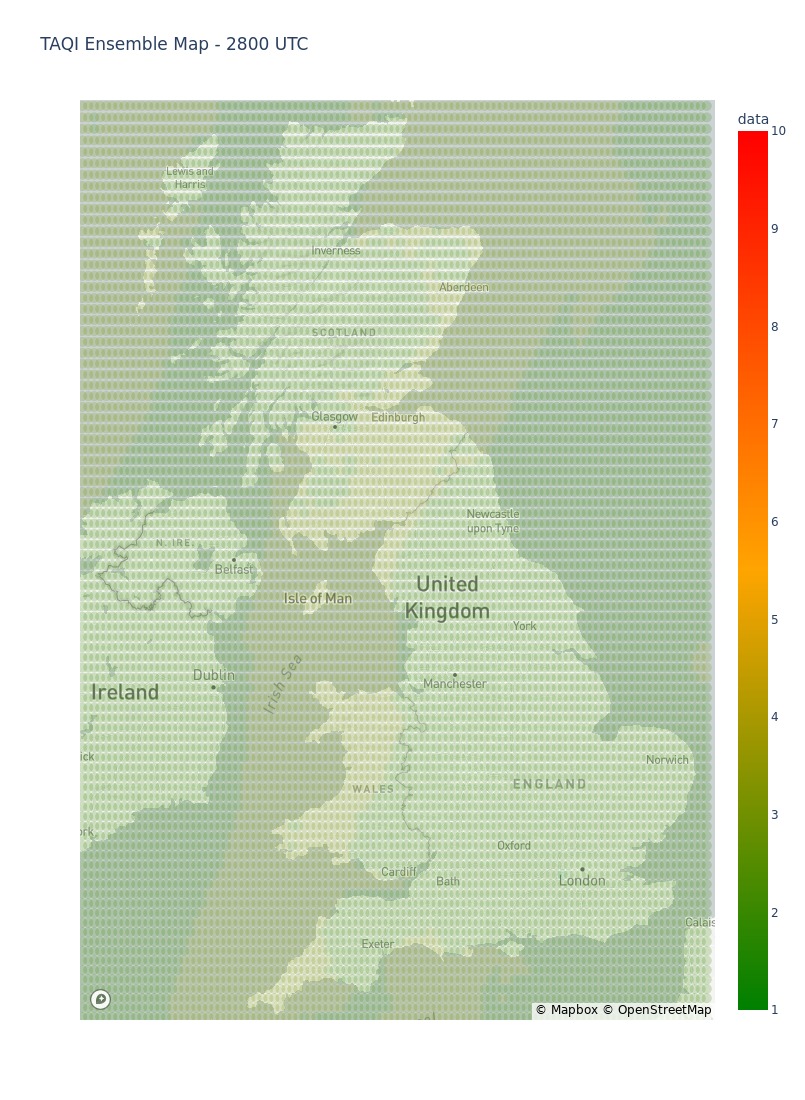 TAQI Ensemble Map - 2800 UTC
data
10
9
8
7
6
5
4
3
2
1
Lewis and
Harris
Inverness
Aberdeen
SCOTLAND
Glasgow
Edinburgh
Newcastle
upon Tyne
N. IRE.
Belfast
Isle of Man
United
Kingdom
York
Irish Sea
Dublin
Manchester
Ireland
ick
Norwich
WALES
ENGLAND
rk
Oxford
Cardiff
Bath
London
Calais
Exeter
© Mapbox © OpenStreetMap